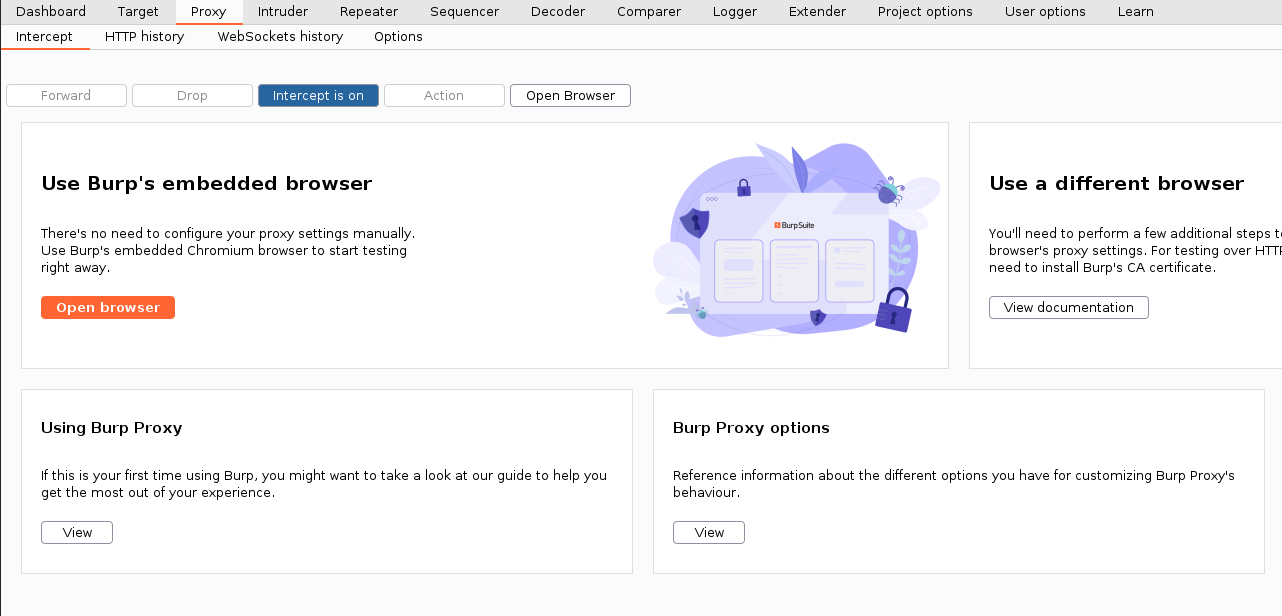 Dashboard Target Proxy Intruder Repeater Sequencer Decoder Comparer Logger Extender Project options User options Learn
Intercept HTTP history WebSockets history Options
Forward Drop Intercept is on Action Open Browser
Use Burp's embedded browser
There's no need to configure your proxy settings manually.
Use Burp's embedded Chromium browser to start testing
right away.
Open browser
BurpSuite
Use a different browser
You'll need to perform a few additional steps
browser's proxy settings. For testing over
need to install Burp's CA certificate.
View documentation
Using Burp Proxy
If this is your first time using Burp, you might want to take a look at our guide to help you
get the most out of your experience.
View
Burp Proxy options
Reference information about the different options you have for customizing Burp Proxy's
behaviour.
View